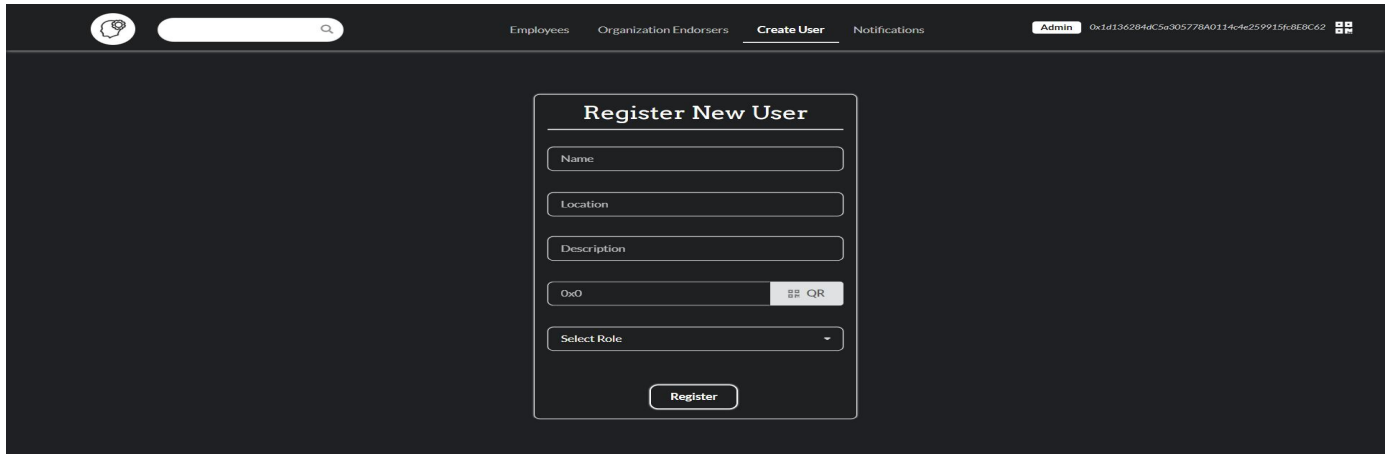 Employees Organization Endorsers Create User Notifications Admin 0x1d136284dC5a305778A0114c4e259915fc8E8C62
Register New User
Name
Location
Description
0x0 QR
Select Role
Register